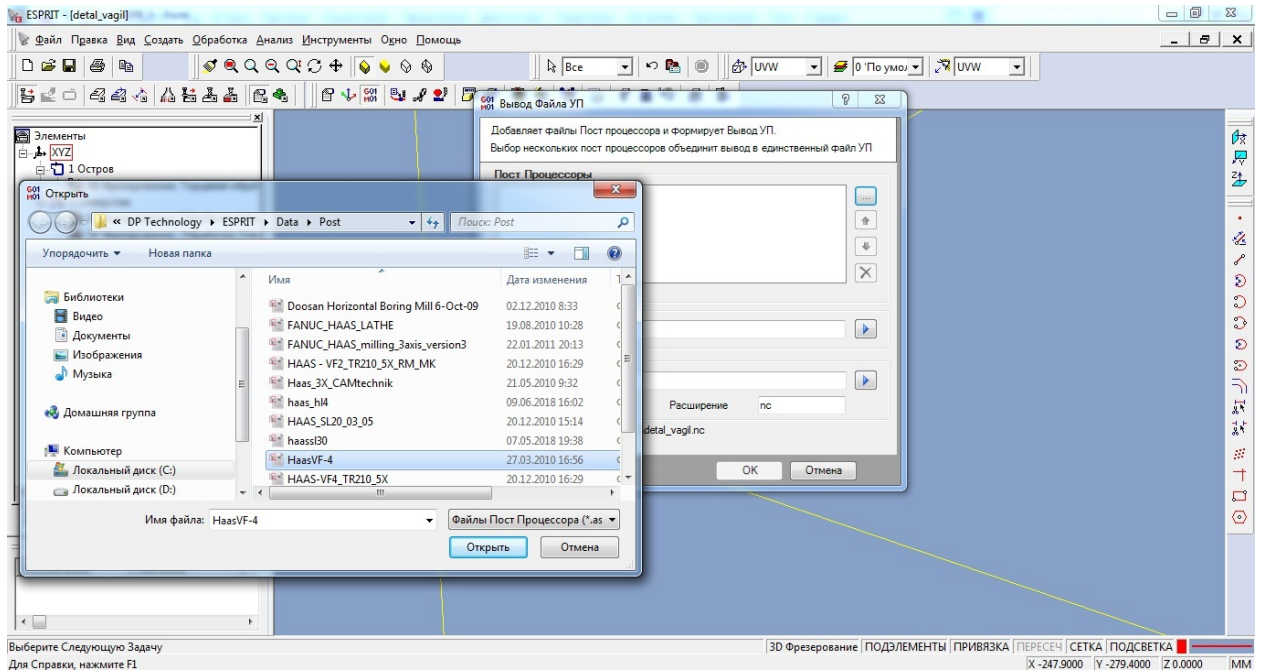 ESPRIT - [detal_vagil]
Файл Правка Вид Создать Обработка Анализ Инструменты Окно Помощь
Все UVW 0 'По умол UVW
Элементы
XYZ
1 Остров
Вывод Файла УП
Добавляет файлы Пост процессора и формирует Вывод УП.
Выбор нескольких пост процессоров объединит вывод в единственный файл УП
Пост Процессоры
...
Расширение nc
detal_vagil.nc
OK Отмена
Открыть
« DP Technology ESPRIT Data Post Поиск: Post
Упорядочить Новая папка
Библиотеки
Видео
Документы
Изображения
Музыка
Домашняя группа
Компьютер
Локальный диск (C:)
Локальный диск (D:)
Имя Дата изменения
Doosan Horizontal Boring Mill 6-Oct-09 02.12.2010 8:33
FANUC_HAAS_LATHE 19.08.2010 10:28
FANUC_HAAS_milling_3axis_version3 22.01.2011 20:13
HAAS - VF2_TR210_5X_RM_MK 20.12.2010 16:29
Haas_3X_CAMtechnik 21.05.2010 9:32
haas_hl4 09.06.2018 16:02
HAAS_SL20_03_05 20.12.2010 15:14
haassl30 07.05.2018 19:38
HaasVF-4 27.03.2010 16:56
HAAS-VF4_TR210_5X 20.12.2010 16:29
Имя файла: HaasVF-4 Файлы Пост Процессора (*.as
Открыть Отмена
Выберите Следующую Задачу
3D Фрезерование ПОДЭЛЕМЕНТЫ ПРИВЯЗКА ПЕРЕСЕЧ СЕТКА ПОДСВЕТКА
Для Справки, нажмите F1
X -247.9000 Y -279.4000 Z 0.0000 MM